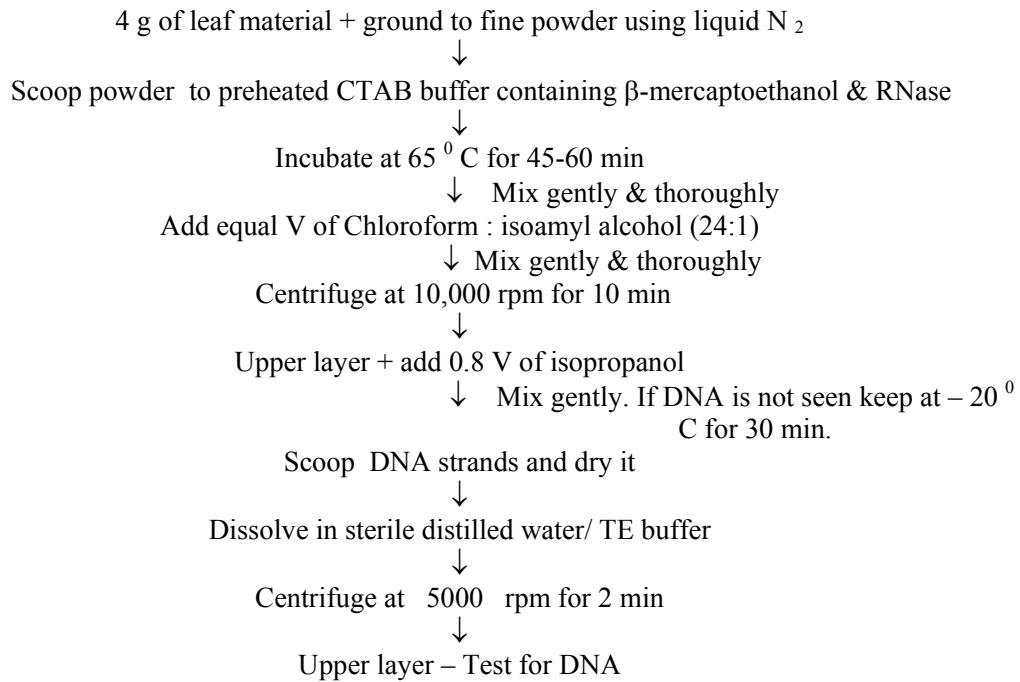 4 g of leaf material + ground to fine powder using liquid N 2
↓
Scoop powder to preheated CTAB buffer containing β-mercaptoethanol & RNase
↓
Incubate at 65 0 C for 45-60 min
↓ Mix gently & thoroughly
Add equal V of Chloroform : isoamyl alcohol (24:1)
↓ Mix gently & thoroughly
Centrifuge at 10,000 rpm for 10 min
↓
Upper layer + add 0.8 V of isopropanol
↓ Mix gently. If DNA is not seen keep at – 20 0
C for 30 min.
Scoop DNA strands and dry it
↓
Dissolve in sterile distilled water/ TE buffer
↓
Centrifuge at 5000 rpm for 2 min
↓
Upper layer – Test for DNA